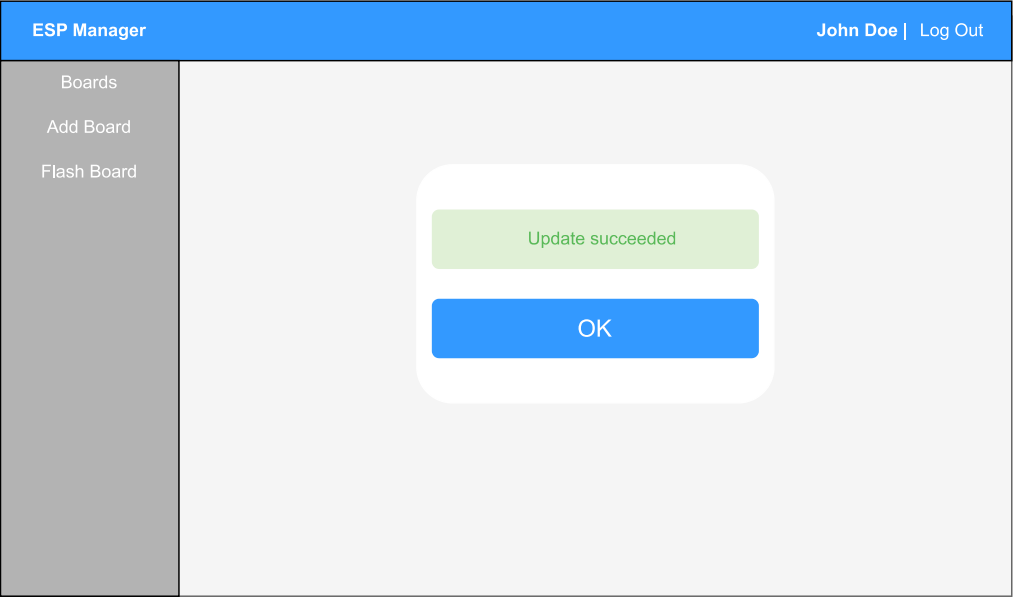 ESP Manager
John Doe | Log Out
Boards
Add Board
Flash Board
Update succeeded
OK